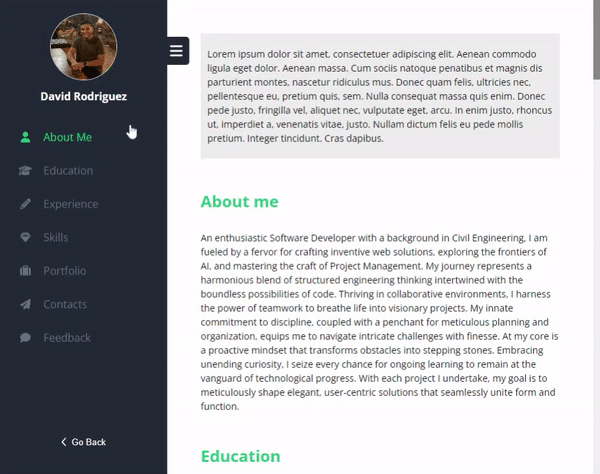 David Rodriguez
About Me
Education
Experience
Skills
Portfolio
Contacts
Feedback
Go Back
Lorem ipsum dolor sit amet, consectetuer adipiscing elit. Aenean commodo
ligula eget dolor. Aenean massa. Cum sociis natoque penatibus et magnis dis
parturient montes, nascetur ridiculus mus. Donec quam felis, ultricies nec,
pellentesque eu, pretium quis, sem. Nulla consequat massa quis enim. Donec
pede justo, fringilla vel, aliquet nec, vulputate eget, arcu. In enim justo, rhoncus
ut, imperdiet a, venenatis vitae, justo. Nullam dictum felis eu pede mollis
pretium. Integer tincidunt. Cras dapibus.
About me
An enthusiastic Software Developer with a background in Civil Engineering, I am
fueled by a fervor for crafting inventive web solutions, exploring the frontiers of
AI, and mastering the craft of Project Management. My journey represents a
harmonious blend of structured engineering thinking intertwined with the
boundless possibilities of code. Thriving in collaborative environments, I harness
the power of teamwork to breathe life into visionary projects. My innate
commitment to discipline, coupled with a penchant for meticulous planning and
organization, equips me to navigate intricate challenges with finesse. At my core is
a proactive mindset that transforms obstacles into stepping stones. Embracing
unending curiosity, I seize every chance for ongoing learning to remain at the
vanguard of technological progress. With each project I undertake, my goal is to
meticulously shape elegant, user-centric solutions that seamlessly unite form and
function.
Education